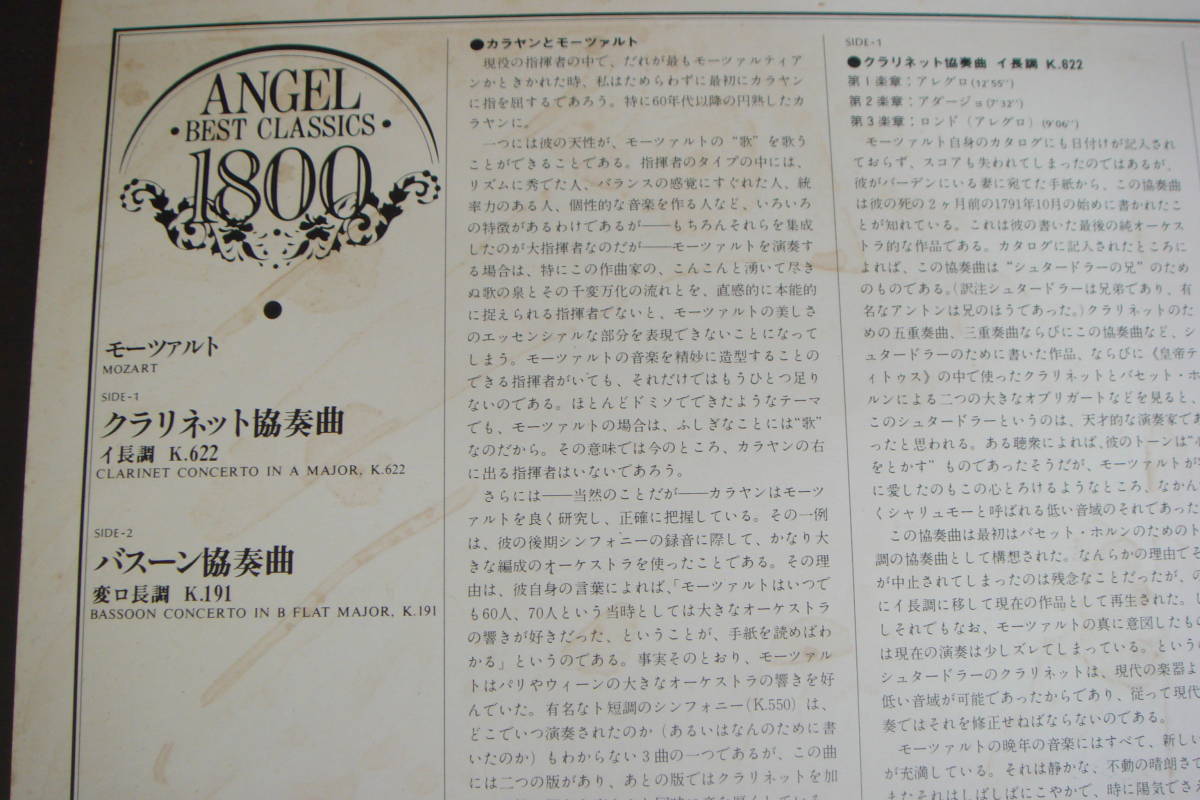 ANGEL
・BEST CLASSICS・
1800
モーツァルト
MOZART
SIDE-1
クラリネット協奏曲
イ長調 K.622
CLARINET CONCERTO IN A MAJOR, K.622
SIDE-2
バスーン協奏曲
変ロ長調 K.191
BASSOON CONCERTO IN B FLAT MAJOR, K.191
●カラヤンとモーツァルト
現役の指揮者の中で、だれが最もモーツァルティア
ンかときかれた時、私はためらわずに最初にカラヤン
に指を屈するであろう。特に60年代以降の円熟したカ
ラヤンに。
一つには彼の天性が、モーツァルトの“歌”を歌う
ことができることである。指揮者のタイプの中には、
リズムに秀でた人、バランスの感覚にすぐれた人、統
率力のある人、個性的な音楽を作る人など、いろいろ
の特徴があるわけであるが――もちろんそれらを集成
したのが大指揮者なのだが――モーツァルトを演奏す
る場合は、特にこの作曲家の、こんこんと湧いて尽き
ぬ歌の泉とその千変万化の流れとを、直感的に本能的
に捉えられる指揮者でないと、モーツァルトの美しさ
のエッセンシァルな部分を表現できないことになって
しまう。モーツァルトの音楽を精妙に造型することの
できる指揮者がいても、それだけではもうひとつ足り
ないのである。ほとんどドミソでできたようなテーマ
でも、モーツァルトの場合は、ふしぎなことには“歌”
なのだから。その意味では今のところ、カラヤンの右
に出る指揮者はいないであろう。
さらには――当然のことだが――カラヤンはモーツ
ァルトを良く研究し、正確に把握している。その一例
は、彼の後期シンフォニーの録音に際して、かなり大
きな編成のオーケストラを使ったことである。その理
由は、彼自身の言葉によれば、「モーツァルトはいつで
も60人、70人という当時としては大きなオーケストラ
の響きが好きだった、ということが、手紙を読めばわ
かる」というのである。事実そのとおり、モーツァル
トはパリやウィーンの大きなオーケストラの響きを好
んでいた。有名なト短調のシンフォニー(K.550)は、
どこでいつ演奏されたのか(あるいはなんのために書
いたのか)もわからない3曲の一つであるが、この曲
には二つの版があり、あとの版ではクラリネットを加
SIDE-1
●クラリネット協奏曲 イ長調 K.622
第1楽章;アレグロ(12'55'')
第2楽章;アダージョ(7'32'')
第3楽章;ロンド(アレグロ)(9'06'')
モーツァルト自身のカタログにも日付けが記入され
ておらず、スコアも失われてしまったのではあるが、
彼がバーデンにいる妻に宛てた手紙から、この協奏曲
は彼の死の2ヶ月前の1791年10月の始めに書かれたこ
とが知れている。これは彼の書いた最後の純オーケス
トラ的な作品である。カタログに記入されたところに
よれば、この協奏曲は“シュタードラーの兄”のため
のものである。(訳注シュタードラーは兄弟であり、有
名なアントンは兄のほうであった。)クラリネットのた
めの五重奏曲、三重奏曲ならびにこの協奏曲など、シ
ュタードラーのために書いた作品、ならびに《皇帝テ
ィトゥス》の中で使ったクラリネットとバセット・ホ
ルンによる二つの大きなオブリガートなどを見ると、
このシュタードラーというのは、天才的な演奏家であ
ったと思われる。ある聴衆によれば、彼のトーンは“
をとかす”ものであったそうだが、モーツァルトが
に愛したのもこの心とろけるようなところ、なかん
くシャリュモーと呼ばれる低い音域のそれであった
この協奏曲は最初はバセット・ホルンのためのト
調の協奏曲として構想された。なんらかの理由でそ
が中止されてしまったのは残念なことだったが、の
にイ長調に移して現在の作品として再生された。し
しそれでもなお、モーツァルトの真に意図したもの
は現在の演奏は少しズレてしまっている。という
シュタードラーのクラリネットは、現代の楽器よ
低い音域が可能であったからであり、従って現代
奏ではそれを修正せねばならないのである。
モーツァルトの晩年の音楽にはすべて、新しい
が充満している。それは静かな、不動の晴朗さで
またそれはしばしばにこやかで、時に陽気でさえ